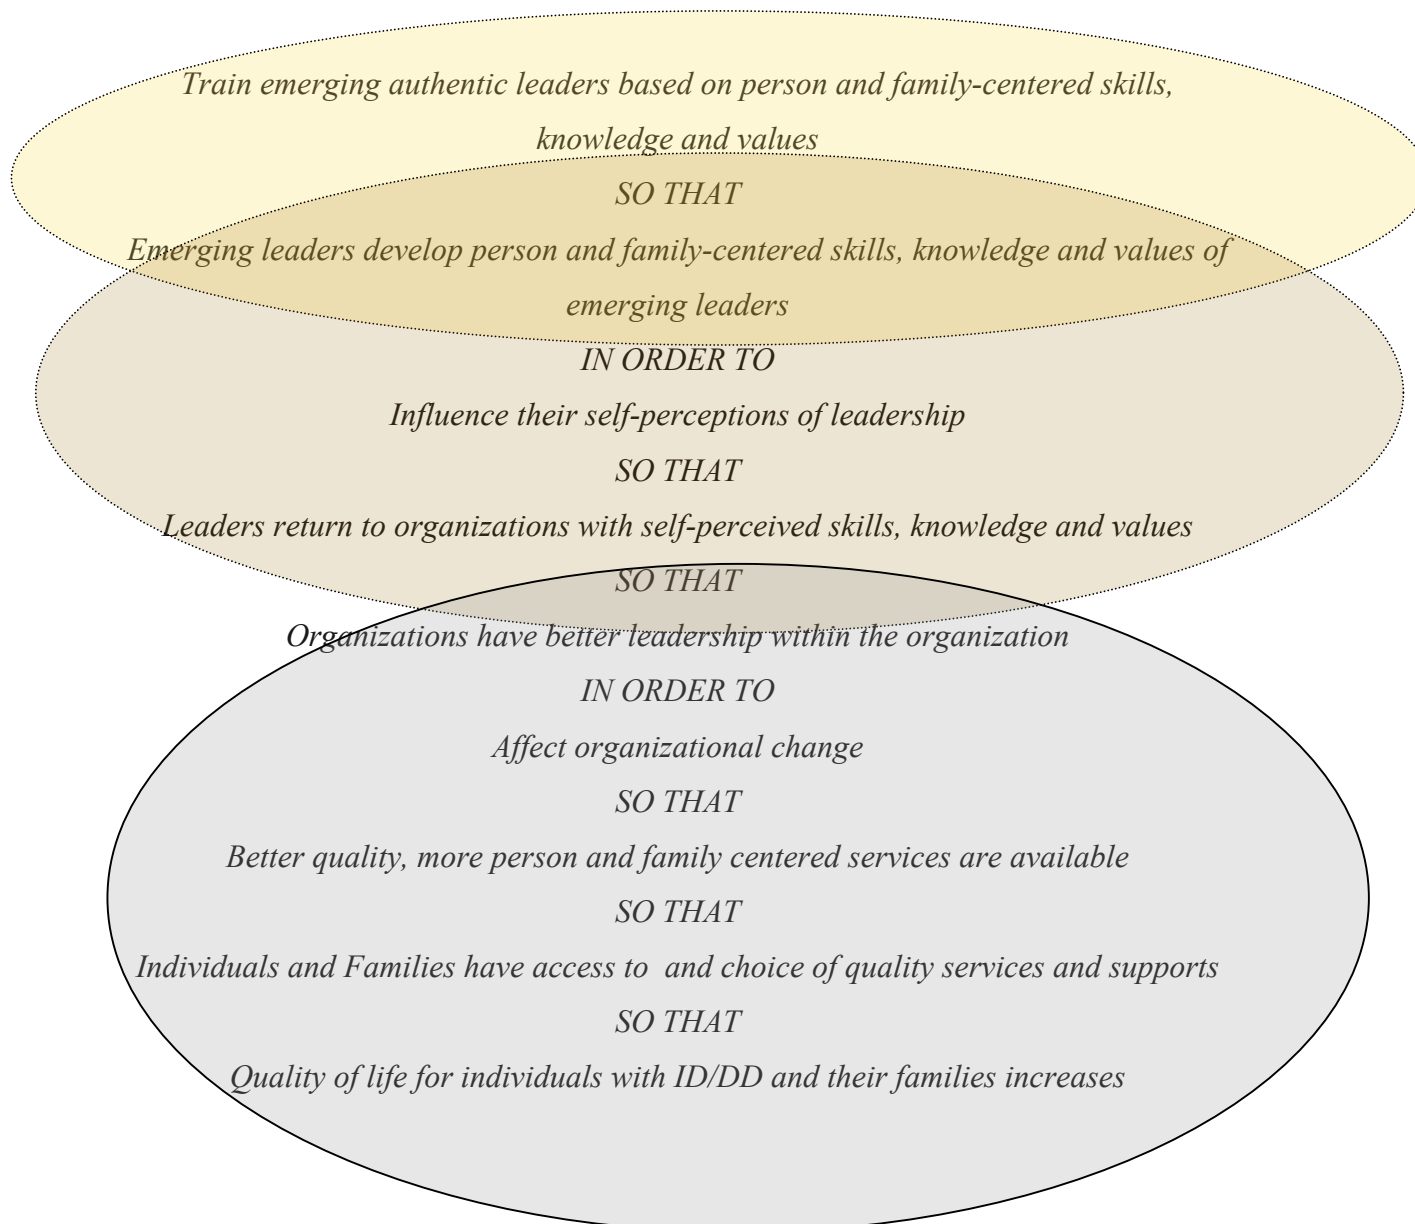 Train emerging authentic leaders based on person and family-centered skills,
knowledge and values
SO THAT
Emerging leaders develop person and family-centered skills, knowledge and values of
emerging leaders
IN ORDER TO
Influence their self-perceptions of leadership
SO THAT
Leaders return to organizations with self-perceived skills, knowledge and values
SO THAT
Organizations have better leadership within the organization
IN ORDER TO
Affect organizational change
SO THAT
Better quality, more person and family centered services are available
SO THAT
Individuals and Families have access to  and choice of quality services and supports
SO THAT
Quality of life for individuals with ID/DD and their families increases